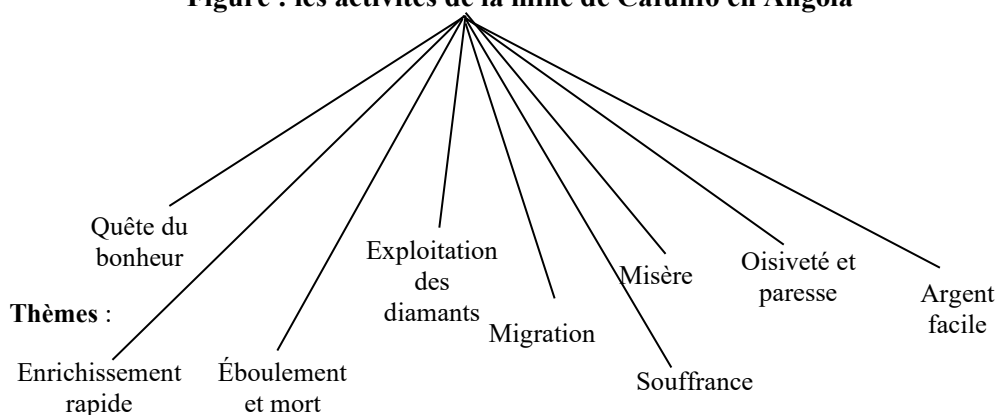 Figure : les activités de la mine de Cafunfo en Angola
Quête du
bonheur
Exploitation
des
diamants
Migration
Misère
Oisiveté et
paresse
Argent
facile
Thèmes :
Enrichissement
rapide
Éboulement
et mort
Souffrance